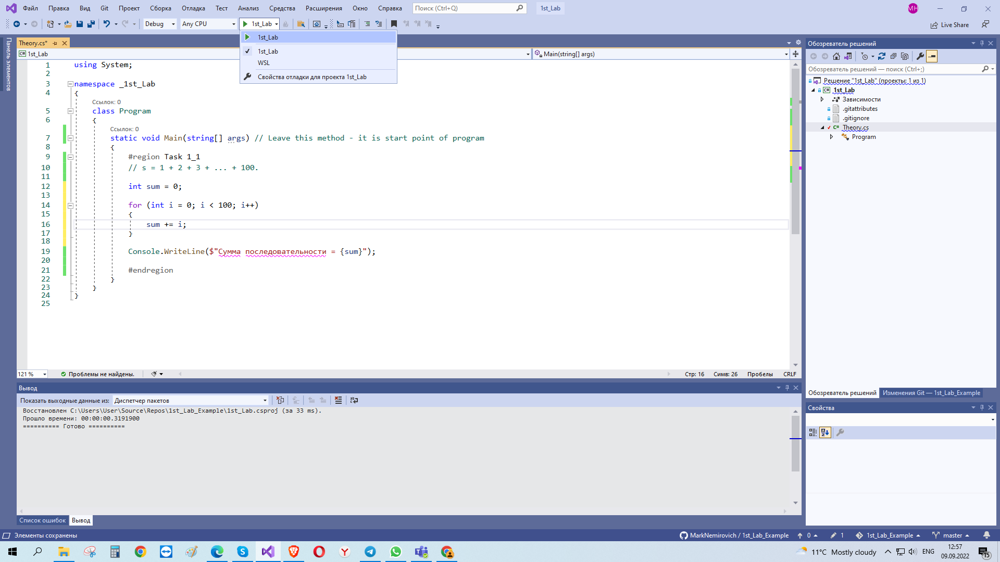 Файл Правка Вид Git Проект Сборка Отладка Тест Анализ Средства Расширения Окно Справка Поиск (Ctrl+Q) 1st_Lab MH
Debug Any CPU 1st_Lab Live Share
1st_Lab
1st_Lab
WSL
Свойства отладки для проекта 1st_Lab
Панель элементов
Theory.cs*
C# 1st_Lab Main(string[] args)
1 using System;
2
3 namespace _1st_Lab
4 {
Ссылок: 0
5 class Program
6 {
Ссылок: 0
7 static void Main(string[] args) // Leave this method - it is start point of program
8 {
9 #region Task 1_1
10 // s = 1 + 2 + 3 + ... + 100.
11
12 int sum = 0;
13
14 for (int i = 0; i < 100; i++)
15 {
16 sum += i;
17 }
18
19 Console.WriteLine($"Сумма последовательности = {sum}");
20
21 #endregion
22 }
23 }
24 }
25
121 % Проблемы не найдены. Стр: 16 Симв: 26 Пробелы CRLF
Вывод
Показать выходные данные из: Диспетчер пакетов
Восстановлен C:\Users\User\Source\Repos\1st_Lab_Example\1st_Lab.csproj (за 33 ms).
Прошло времени: 00:00:00.3191900
========== Готово ==========
Список ошибок Вывод
Обозреватель решений
Обозреватель решений — поиск (Ctrl+;)
Решение "1st_Lab" (проекты: 1 из 1)
C# 1st_Lab
Зависимости
.gitattributes
.gitignore
C# Theory.cs
Program
Обозреватель решений Изменения Git — 1st_Lab_Example
Свойства
Элементы сохранены MarkNemirovich / 1st_Lab_Example 0 1 1st_Lab_Example master
11°C Mostly cloudy ENG 12:57
09.09.2022 15